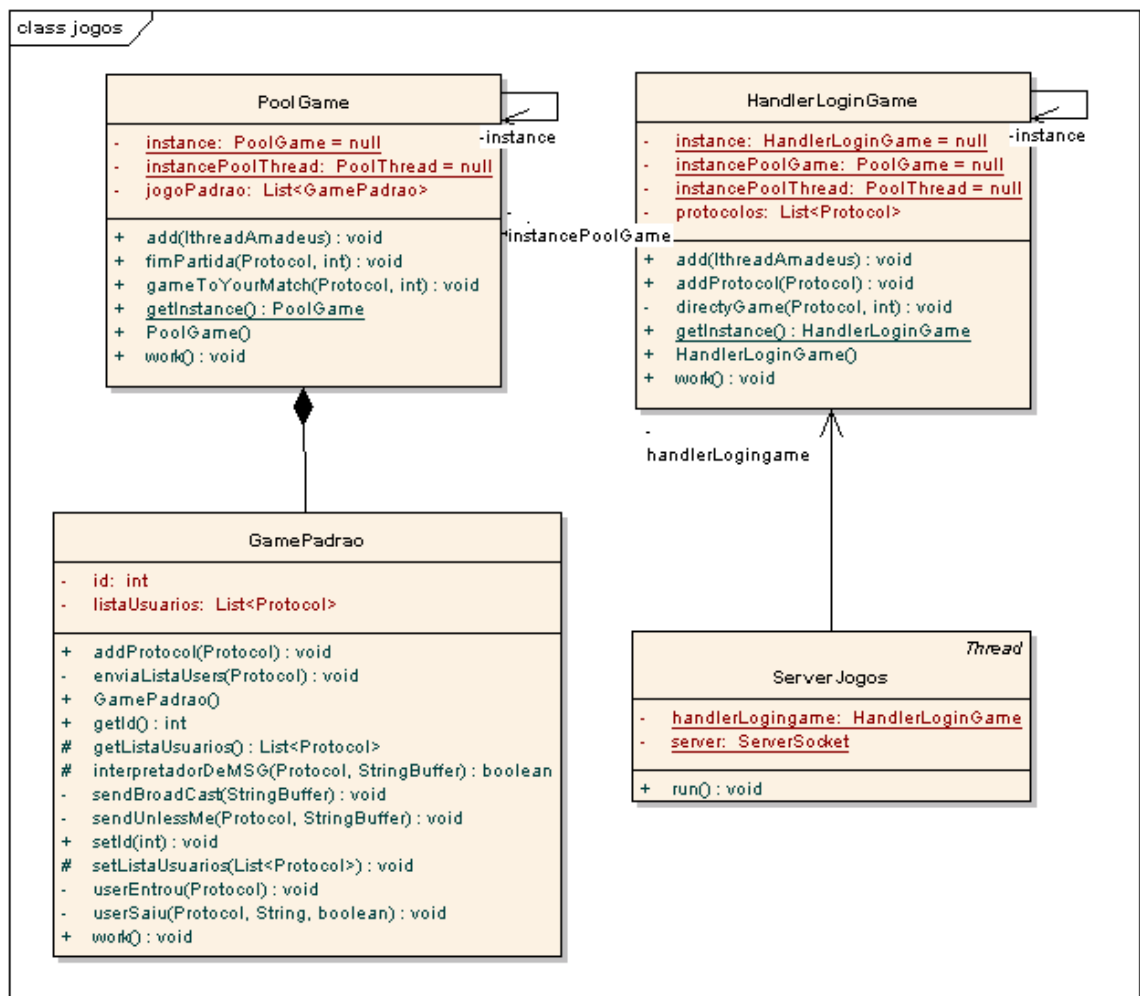 class jogos
PoolGame
- instance: PoolGame = null
- instancePoolThread: PoolThread = null
- jogoPadrao: List<GamePadrao>
+ add(IthreadAmadeus) : void
+ fimPartida(Protocol, int) : void
+ gameToYourMatch(Protocol, int) : void
+ getInstance() : PoolGame
+ PoolGame()
+ work() : void
-instance
HandlerLoginGame
- instance: HandlerLoginGame = null
- instancePoolGame: PoolGame = null
- instancePoolThread: PoolThread = null
- protocolos: List<Protocol>
+ add(IthreadAmadeus) : void
+ addProtocol(Protocol) : void
- directyGame(Protocol, int) : void
+ getInstance() : HandlerLoginGame
+ HandlerLoginGame()
+ work() : void
-instance
-
instancePoolGame
-
handlerLogingame
GamePadrao
- id: int
- listaUsuarios: List<Protocol>
+ addProtocol(Protocol) : void
- enviaListaUsers(Protocol) : void
+ GamePadrao()
+ getId() : int
# getListaUsuarios() : List<Protocol>
# interpretadorDeMSG(Protocol, StringBuffer) : boolean
- sendBroadCast(StringBuffer) : void
- sendUnlessMe(Protocol, StringBuffer) : void
+ setId(int) : void
# setListaUsuarios(List<Protocol>) : void
- userEntrou(Protocol) : void
- userSaiu(Protocol, String, boolean) : void
+ work() : void
Thread
ServerJogos
- handlerLogingame: HandlerLoginGame
- server: ServerSocket
+ run() : void